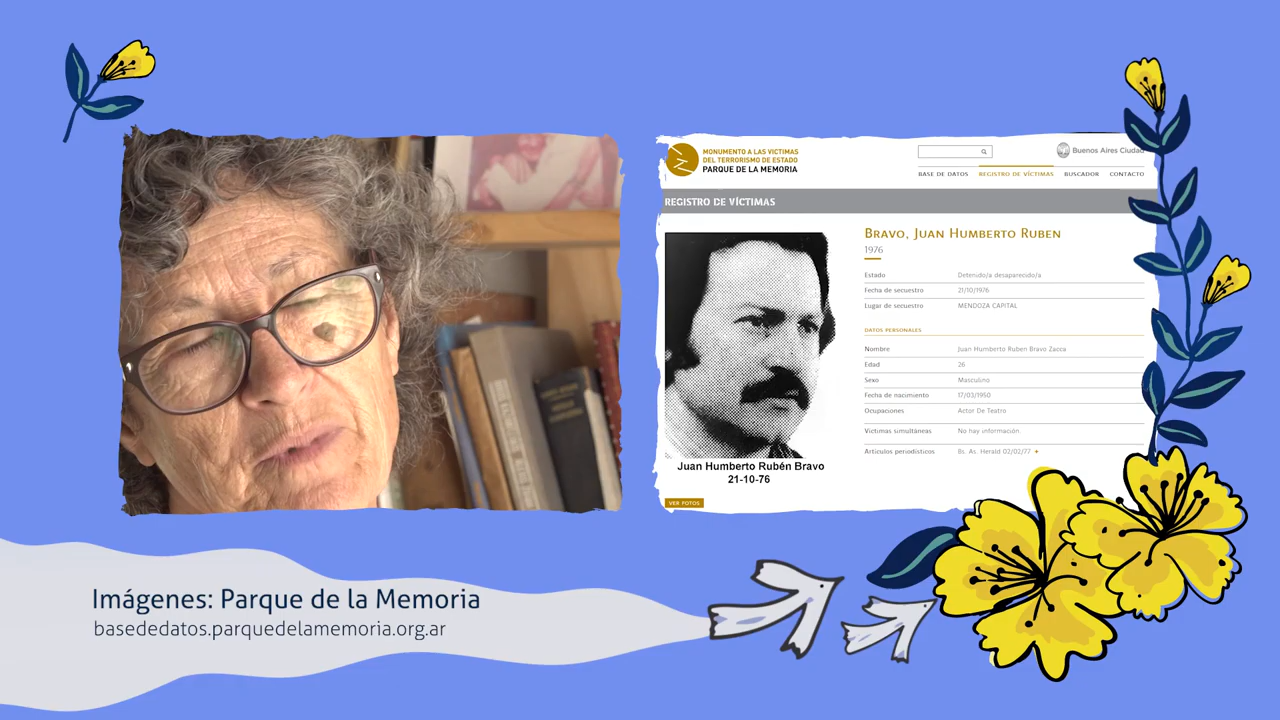 MONUMENTO A LAS VICTIMAS
DEL TERRORISMO DE ESTADO
PARQUE DE LA MEMORIA
Buenos Aires Ciudad
BASE DE DATOS REGISTRO DE VÍCTIMAS BUSCADOR CONTACTO
REGISTRO DE VÍCTIMAS
BRAVO, JUAN HUMBERTO RUBEN
1976
Estado Detenido/a desaparecido/a
Fecha de secuestro 21/10/1976
Lugar de secuestro MENDOZA CAPITAL
DATOS PERSONALES
Nombre Juan Humberto Ruben Bravo Zacca
Edad 26
Sexo Masculino
Fecha de nacimiento 17/03/1950
Ocupaciones Actor De Teatro
Víctimas simultáneas No hay información.
Artículos periodísticos Bs. As. Herald 02/02/77 +
Juan Humberto Rubén Bravo
21-10-76
VER FOTOS
Imágenes: Parque de la Memoria
basededatos.parquedelamemoria.org.ar